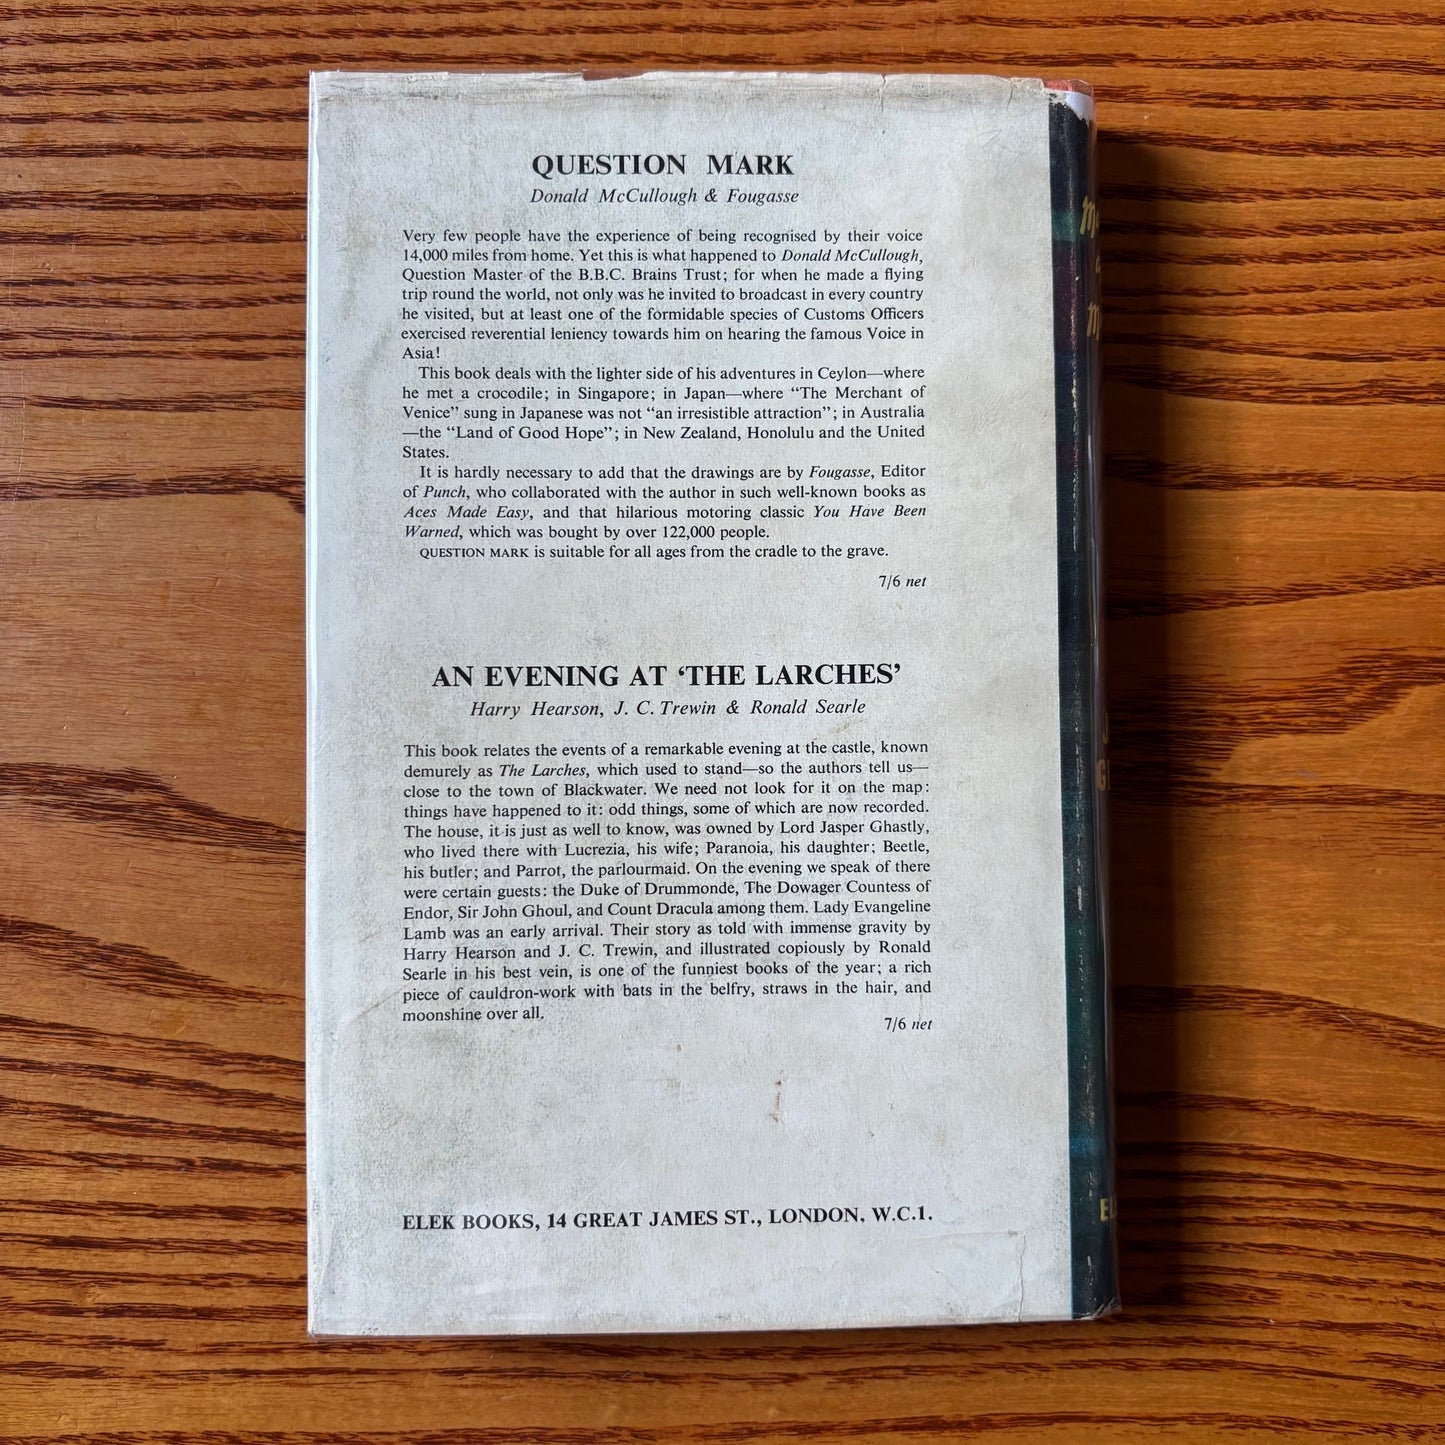 QUESTION MARK
Donald McCullough & Fougasse
Very few people have the experience of being recognised by their voice
14,000 miles from home. Yet this is what happened to Donald McCullough,
Question Master of the B.B.C. Brains Trust; for when he made a flying
trip round the world, not only was he invited to broadcast in every country
he visited, but at least one of the formidable species of Customs Officers
exercised reverential leniency towards him on hearing the famous Voice in
Asia!
This book deals with the lighter side of his adventures in Ceylon—where
he met a crocodile; in Singapore; in Japan—where "The Merchant of
Venice" sung in Japanese was not "an irresistible attraction"; in Australia
—the "Land of Good Hope"; in New Zealand, Honolulu and the United
States.
It is hardly necessary to add that the drawings are by Fougasse, Editor
of Punch, who collaborated with the author in such well-known books as
Aces Made Easy, and that hilarious motoring classic You Have Been
Warned, which was bought by over 122,000 people.
QUESTION MARK is suitable for all ages from the cradle to the grave.
7/6 net
AN EVENING AT 'THE LARCHES'
Harry Hearson, J. C. Trewin & Ronald Searle
This book relates the events of a remarkable evening at the castle, known
demurely as The Larches, which used to stand—so the authors tell us—
close to the town of Blackwater. We need not look for it on the map:
things have happened to it: odd things, some of which are now recorded.
The house, it is just as well to know, was owned by Lord Jasper Ghastly,
who lived there with Lucrezia, his wife; Paranoia, his daughter; Beetle,
his butler; and Parrot, the parlourmaid. On the evening we speak of there
were certain guests: the Duke of Drummonde, The Dowager Countess of
Endor, Sir John Ghoul, and Count Dracula among them. Lady Evangeline
Lamb was an early arrival. Their story as told with immense gravity by
Harry Hearson and J. C. Trewin, and illustrated copiously by Ronald
Searle in his best vein, is one of the funniest books of the year; a rich
piece of cauldron-work with bats in the belfry, straws in the hair, and
moonshine over all.
7/6 net
ELEK BOOKS, 14 GREAT JAMES ST., LONDON. W.C.1.